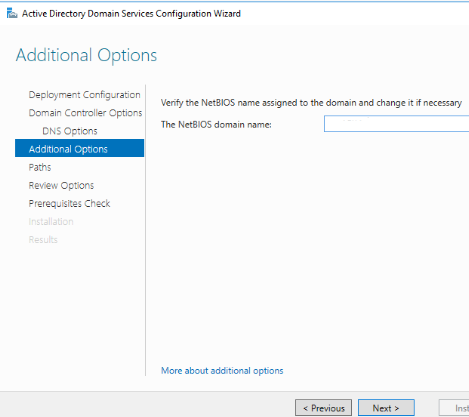 Active Directory Domain Services Configuration Wizard
Additional Options
Deployment Configuration
Domain Controller Options
DNS Options
Additional Options
Paths
Review Options
Prerequisites Check
Installation
Results
Verify the NetBIOS name assigned to the domain and change it if necessary
The NetBIOS domain name:
More about additional options
< Previous
Next >
Inst